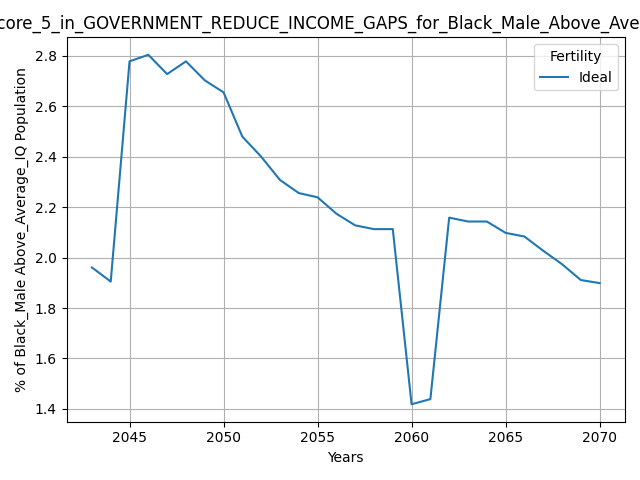 core_5_in_GOVERNMENT_REDUCE_INCOME_GAPS_for_Black_Male_Above_Ave
Fertility
Ideal
% of Black_Male Above_Average_IQ Population
2.8
2.6
2.4
2.2
2.0
1.8
1.6
1.4
2045 2050 2055 2060 2065 2070
Years